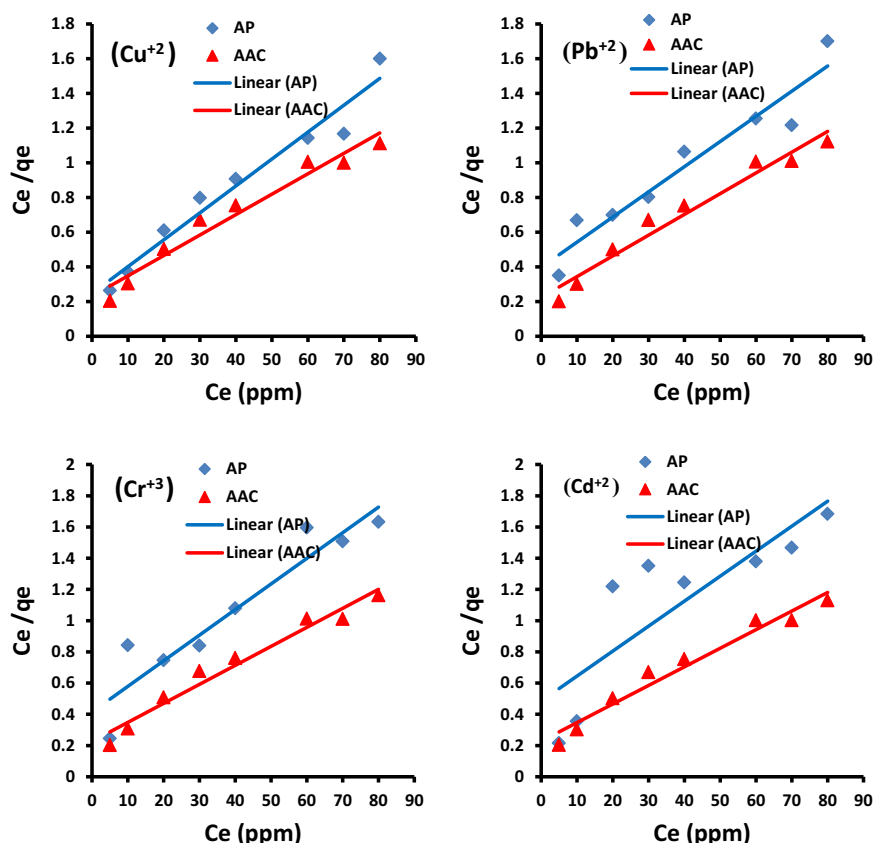 (Cu+2)
AP
AAC
Linear (AP)
Linear (AAC)
Ce /qe
1.8
1.6
1.4
1.2
1
0.8
0.6
0.4
0.2
0
0 10 20 30 40 50 60 70 80 90
Ce (ppm)
(Pb+2)
AP
AAC
Linear (AP)
Linear (AAC)
Ce /qe
1.8
1.6
1.4
1.2
1
0.8
0.6
0.4
0.2
0
0 10 20 30 40 50 60 70 80 90
Ce (ppm)
(Cr+3)
AP
AAC
Linear (AP)
Linear (AAC)
Ce /qe
2
1.8
1.6
1.4
1.2
1
0.8
0.6
0.4
0.2
0
0 10 20 30 40 50 60 70 80 90
Ce (ppm)
(Cd+2)
AP
AAC
Linear (AP)
Linear (AAC)
Ce /qe
2
1.8
1.6
1.4
1.2
1
0.8
0.6
0.4
0.2
0
0 10 20 30 40 50 60 70 80 90
Ce (ppm)